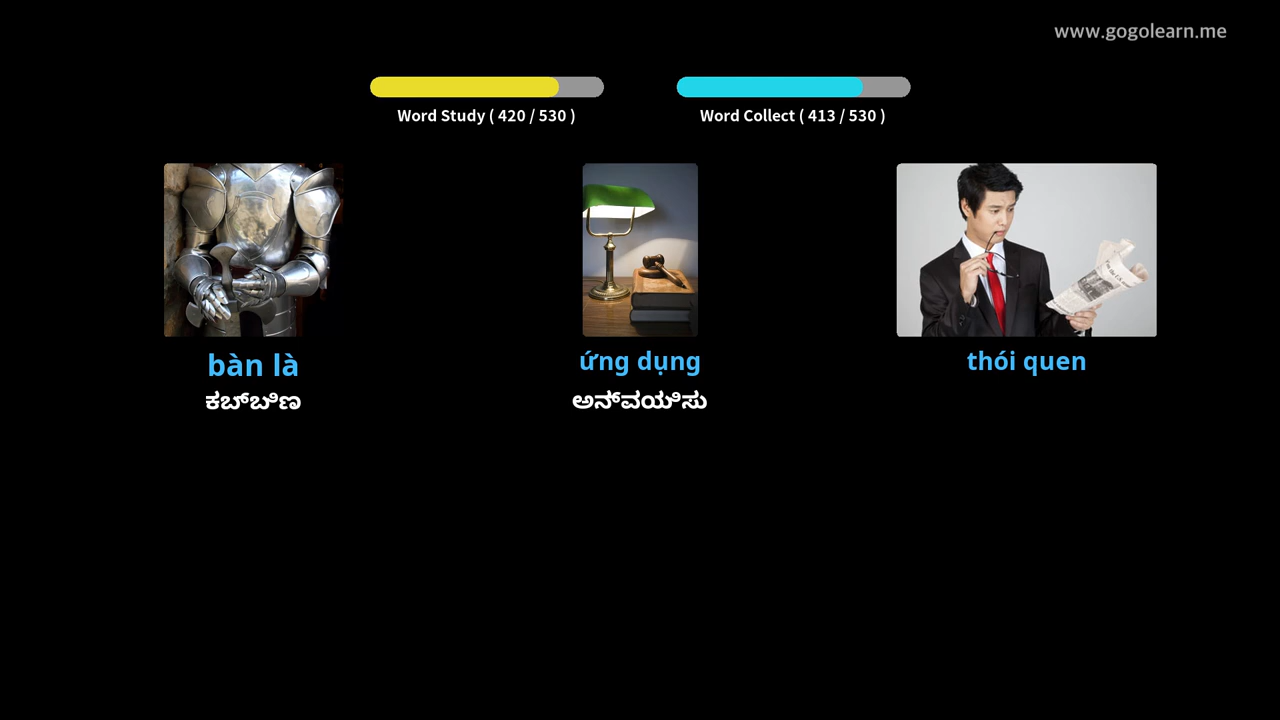 www.gogolearn.me
Word Study ( 420 / 530 )
Word Collect ( 413 / 530 )
bàn là
ứng dụng
thói quen
ಕಬ್ಬಿಣ
ಅನ್ವಯಿಸು